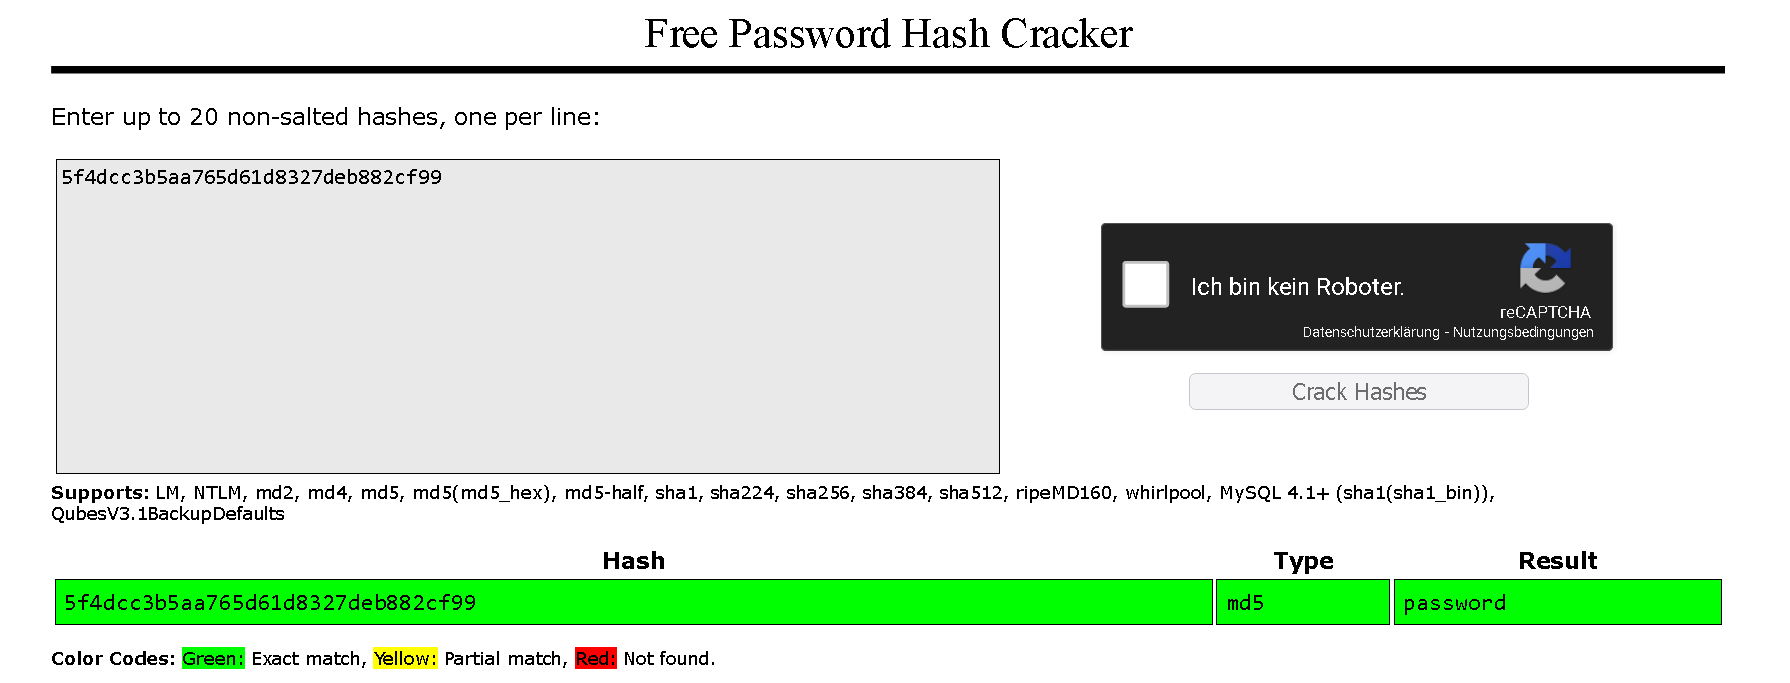 Free Password Hash Cracker
Enter up to 20 non-salted hashes, one per line:
5f4dcc3b5aa765d61d8327deb882cf99
Ich bin kein Roboter.
reCAPTCHA
Datenschutzerklärung - Nutzungsbedingungen
Crack Hashes
Supports: LM, NTLM, md2, md4, md5, md5(md5_hex), md5-half, sha1, sha224, sha256, sha384, sha512, ripeMD160, whirlpool, MySQL 4.1+ (sha1(sha1_bin)),
QubesV3.1BackupDefaults
Hash Type Result
5f4dcc3b5aa765d61d8327deb882cf99 md5 password
Color Codes: Green: Exact match, Yellow: Partial match, Red: Not found.